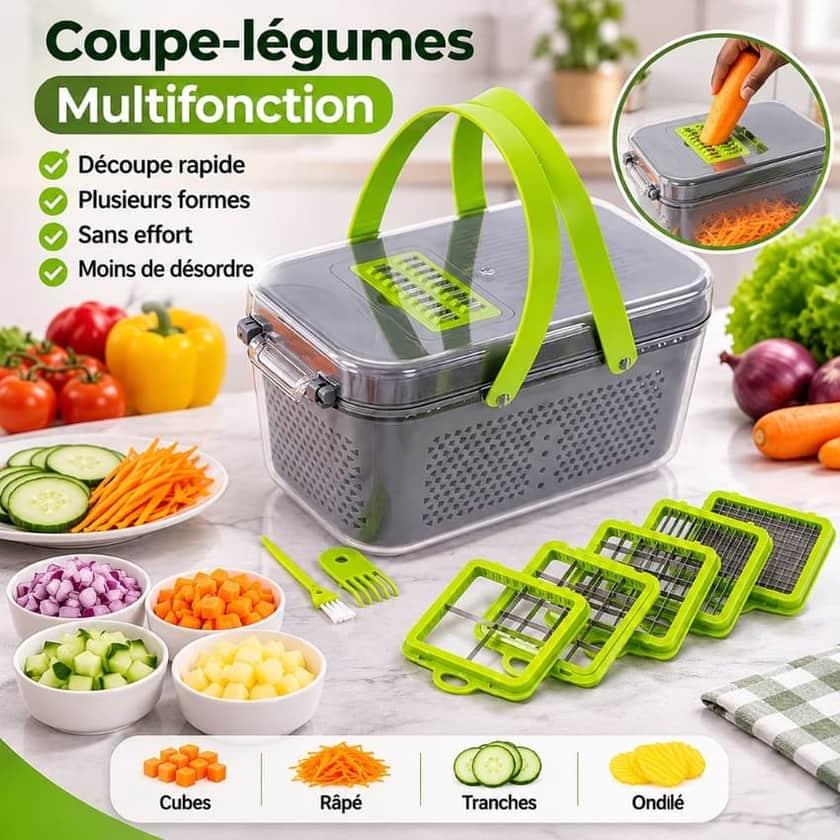 Coupe-légumes
Multifonction
Découpe rapide
Plusieurs formes
Sans effort
Moins de désordre
Cubes
Râpé
Tranches
Ondilé